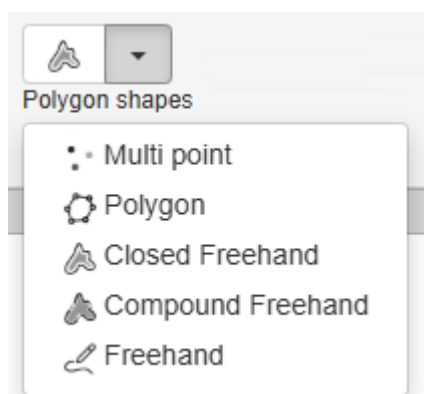 Polygon shapes
Multi point
Polygon
Closed Freehand
Compound Freehand
Freehand